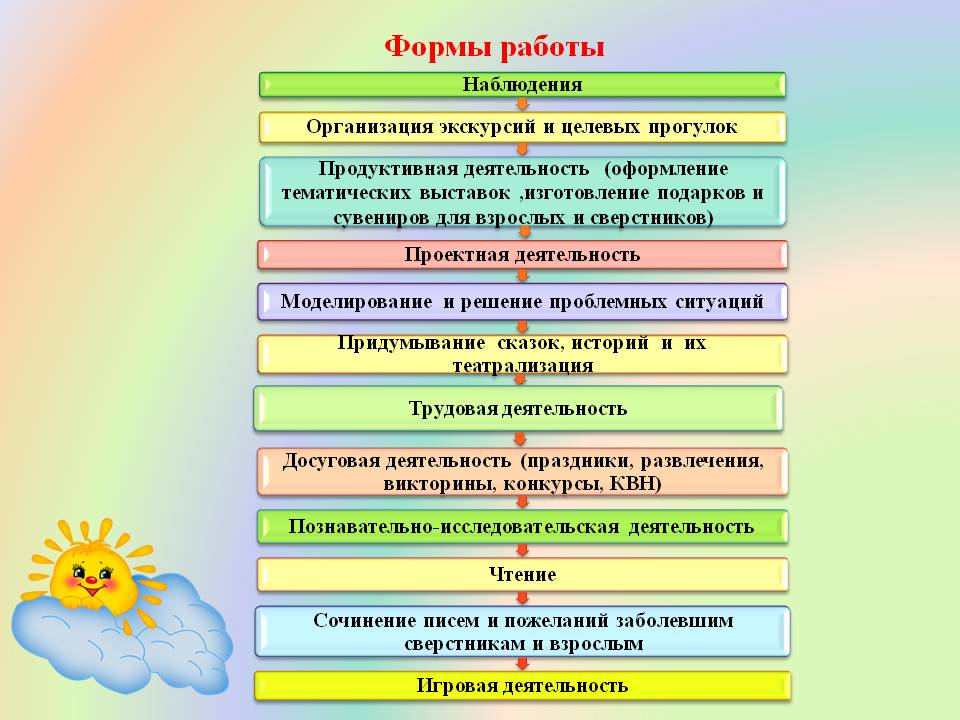 Формы работы
Наблюдения
Организация экскурсий и целевых прогулок
Продуктивная деятельность (оформление
тематических выставок ,изготовление подарков и
сувениров для взрослых и сверстников)
Проектная деятельность
Моделирование и решение проблемных ситуаций
Придумывание сказок, историй и их
театрализация
Трудовая деятельность
Досуговая деятельность (праздники, развлечения,
викторины, конкурсы, КВН)
Познавательно-исследовательская деятельность
Чтение
Сочинение писем и пожеланий заболевшим
сверстникам и взрослым
Игровая деятельность